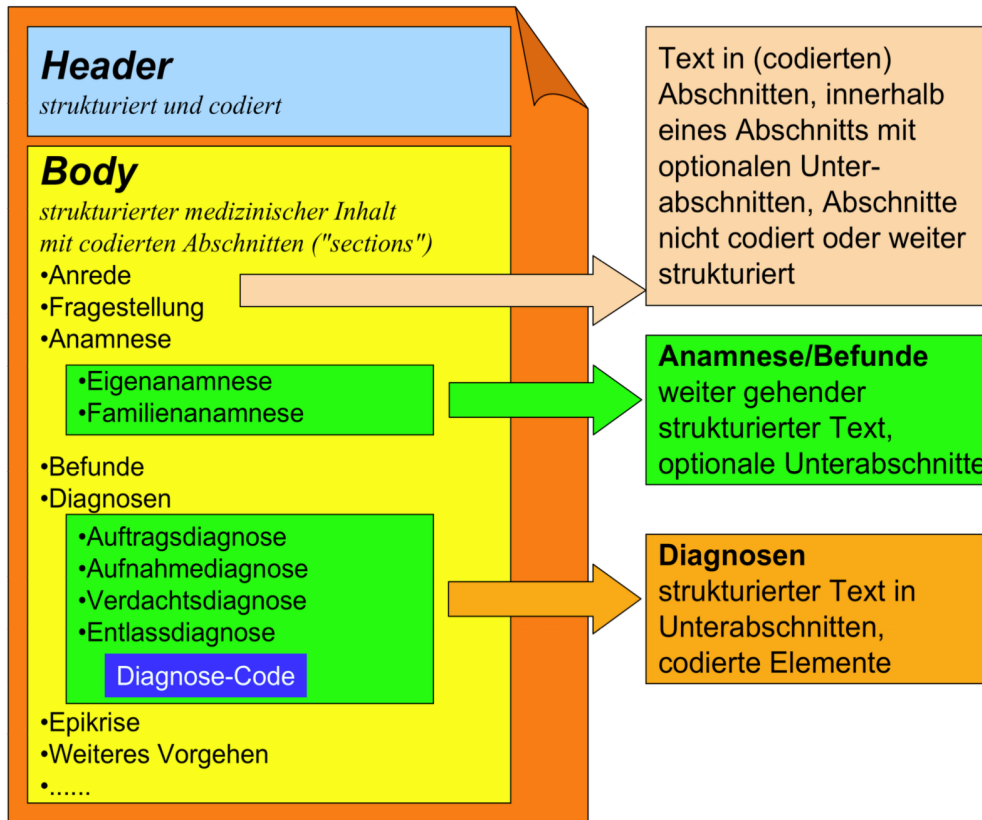 Header
strukturiert und codiert
Body
strukturierter medizinischer Inhalt
mit codierten Abschnitten ("sections")
•Anrede
•Fragestellung
•Anamnese
•Eigenanamnese
•Familienanamnese
•Befunde
•Diagnosen
•Auftragsdiagnose
•Aufnahmediagnose
•Verdachtsdiagnose
•Entlassdiagnose
Diagnose-Code
•Epikrise
•Weiteres Vorgehen
•......
Text in (codierten)
Abschnitten, innerhalb
eines Abschnitts mit
optionalen Unter-
abschnitten, Abschnitte
nicht codiert oder weiter
strukturiert
Anamnese/Befunde
weiter gehender
strukturierter Text,
optionale Unterabschnitte
Diagnosen
strukturierter Text in
Unterabschnitten,
codierte Elemente